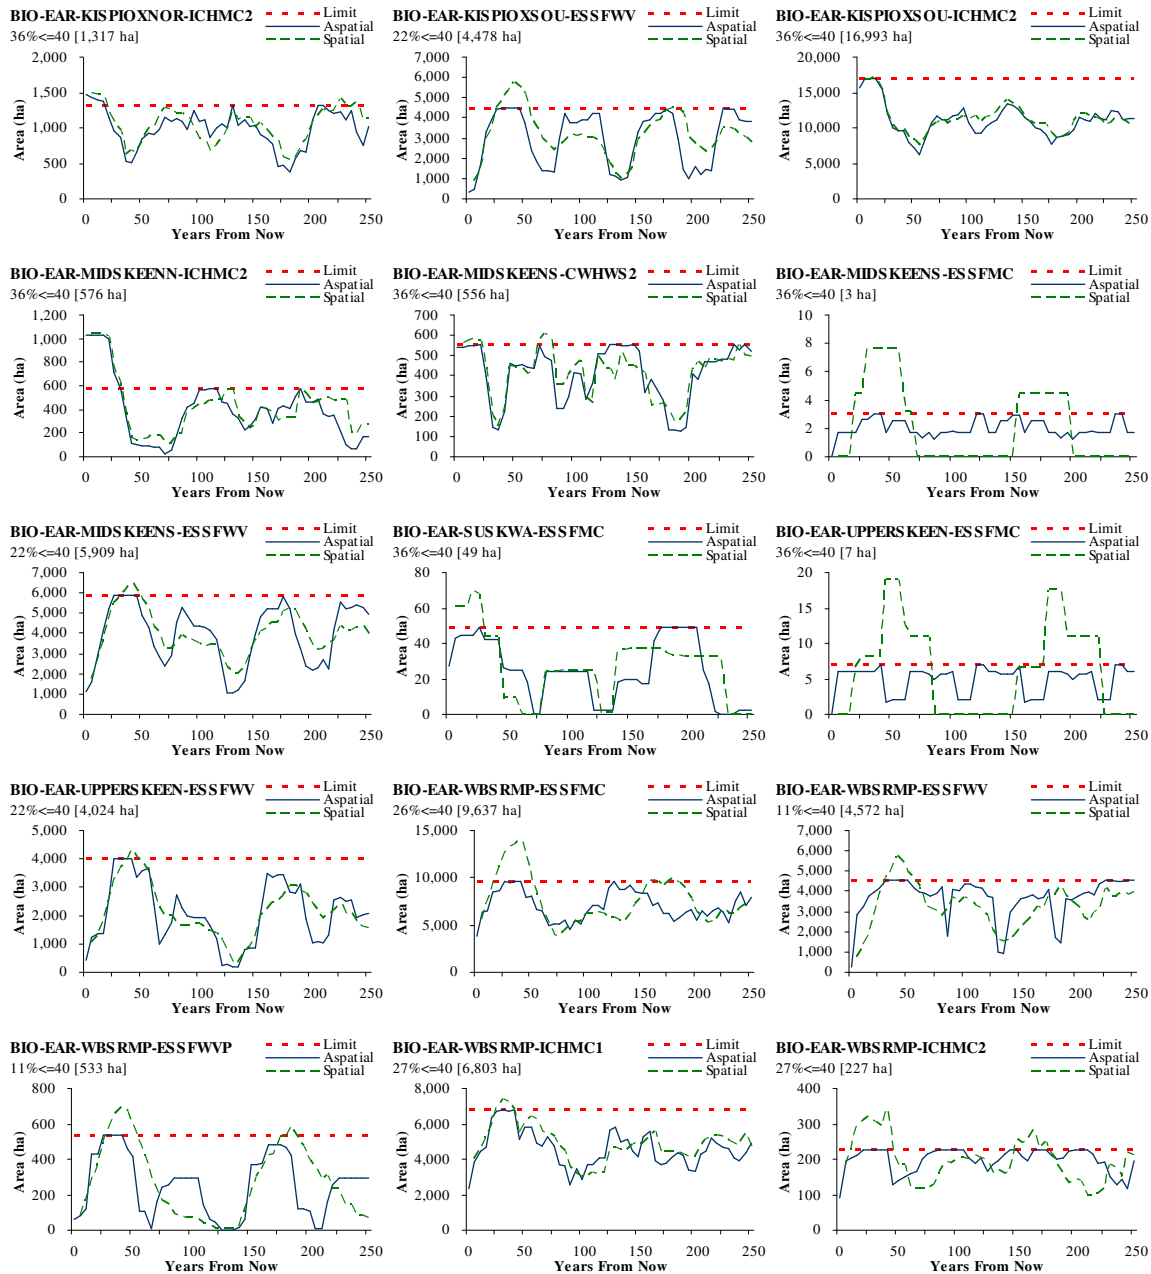 BIO-EAR-KISPIOXNOR-ICHMC2
36%<=40 [1,317 ha]
Limit
Aspatial
Spatial
Area (ha)
2,000
1,500
1,000
500
0
0 50 100 150 200 250
Years From Now
BIO-EAR-KISPIOXSOU-ESSFWV
22%<=40 [4,478 ha]
Limit
Aspatial
Spatial
Area (ha)
7,000
6,000
5,000
4,000
3,000
2,000
1,000
0
0 50 100 150 200 250
Years From Now
BIO-EAR-KISPIOXSOU-ICHMC2
36%<=40 [16,993 ha]
Limit
Aspatial
Spatial
Area (ha)
20,000
15,000
10,000
5,000
0
0 50 100 150 200 250
Years From Now
BIO-EAR-MIDSKEENN-ICHMC2
36%<=40 [576 ha]
Limit
Aspatial
Spatial
Area (ha)
1,200
1,000
800
600
400
200
0
0 50 100 150 200 250
Years From Now
BIO-EAR-MIDSKEENS-CWHWS2
36%<=40 [556 ha]
Limit
Aspatial
Spatial
Area (ha)
700
600
500
400
300
200
100
0
0 50 100 150 200 250
Years From Now
BIO-EAR-MIDSKEENS-ESSFMC
36%<=40 [3 ha]
Limit
Aspatial
Spatial
Area (ha)
10
8
6
4
2
0
0 50 100 150 200 250
Years From Now
BIO-EAR-MIDSKEENS-ESSFWV
22%<=40 [5,909 ha]
Limit
Aspatial
Spatial
Area (ha)
7,000
6,000
5,000
4,000
3,000
2,000
1,000
0
0 50 100 150 200 250
Years From Now
BIO-EAR-SUSKWA-ESSFMC
36%<=40 [49 ha]
Limit
Aspatial
Spatial
Area (ha)
80
60
40
20
0
0 50 100 150 200 250
Years From Now
BIO-EAR-UPPERSKEEN-ESSFMC
36%<=40 [7 ha]
Limit
Aspatial
Spatial
Area (ha)
20
15
10
5
0
0 50 100 150 200 250
Years From Now
BIO-EAR-UPPERSKEEN-ESSFWV
22%<=40 [4,024 ha]
Limit
Aspatial
Spatial
Area (ha)
5,000
4,000
3,000
2,000
1,000
0
0 50 100 150 200 250
Years From Now
BIO-EAR-WBSRMP-ESSFMC
26%<=40 [9,637 ha]
Limit
Aspatial
Spatial
Area (ha)
15,000
10,000
5,000
0
0 50 100 150 200 250
Years From Now
BIO-EAR-WBSRMP-ESSFWV
11%<=40 [4,572 ha]
Limit
Aspatial
Spatial
Area (ha)
7,000
6,000
5,000
4,000
3,000
2,000
1,000
0
0 50 100 150 200 250
Years From Now
BIO-EAR-WBSRMP-ESSFWVP
11%<=40 [533 ha]
Limit
Aspatial
Spatial
Area (ha)
800
600
400
200
0
0 50 100 150 200 250
Years From Now
BIO-EAR-WBSRMP-ICHMC1
27%<=40 [6,803 ha]
Limit
Aspatial
Spatial
Area (ha)
8,000
6,000
4,000
2,000
0
0 50 100 150 200 250
Years From Now
BIO-EAR-WBSRMP-ICHMC2
27%<=40 [227 ha]
Limit
Aspatial
Spatial
Area (ha)
400
300
200
100
0
0 50 100 150 200 250
Years From Now